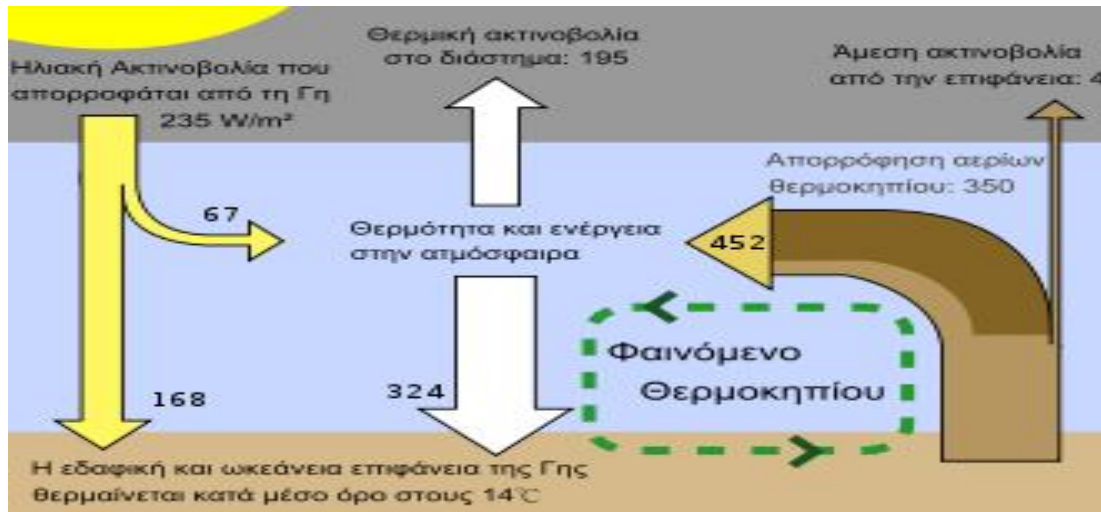 Ηλιακή Ακτινοβολία που
απορροφάται από τη Γη
235 W/m²
Θερμική ακτινοβολία
στο διάστημα: 195
Άμεση ακτινοβολία
από την επιφάνεια: 4
Απορρόφηση αερίων
θερμοκηπίου: 350
67
Θερμότητα και ενέργεια
στην ατμόσφαιρα
452
Φαινόμενο
Θερμοκηπίου
324
168
Η εδαφική και ωκεάνεια επιφάνεια της Γης
θερμαίνεται κατά μέσο όρο στους 14℃